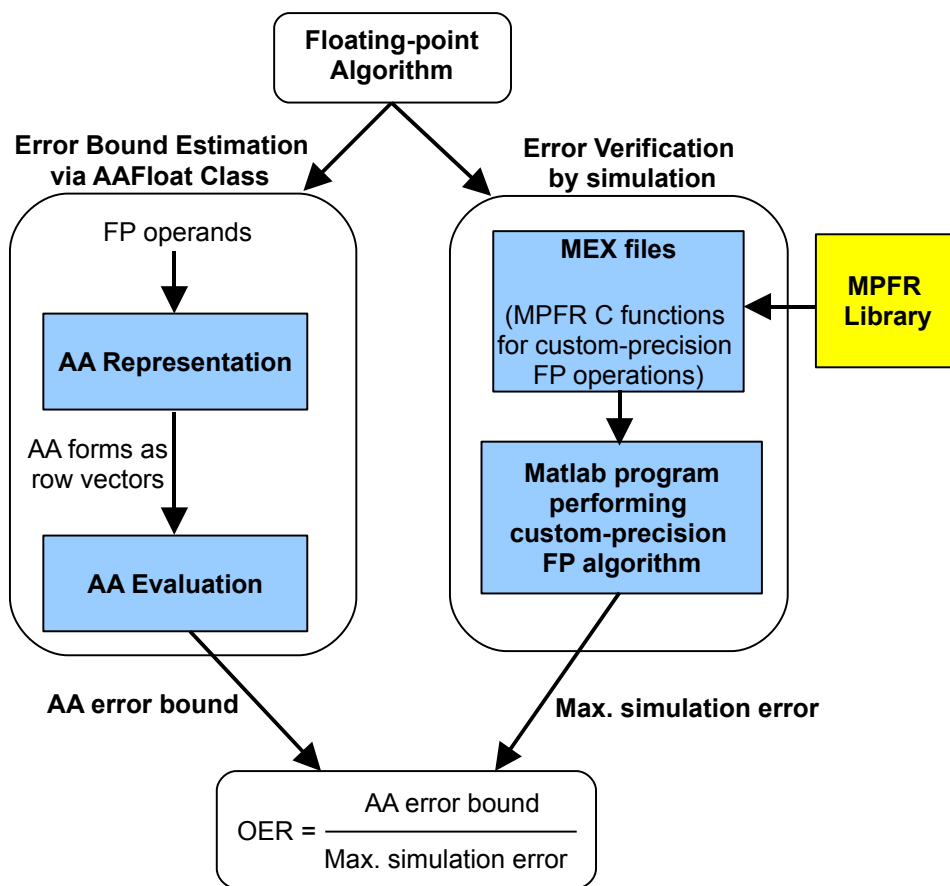 Floating-point
Algorithm
Error Bound Estimation
via AAFloat Class
Error Verification
by simulation
FP operands
AA Representation
AA forms as
row vectors
AA Evaluation
MEX files
(MPFR C functions
for custom-precision
FP operations)
MPFR
Library
Matlab program
performing
custom-precision
FP algorithm
AA error bound
Max. simulation error
OER =
AA error bound
Max. simulation error